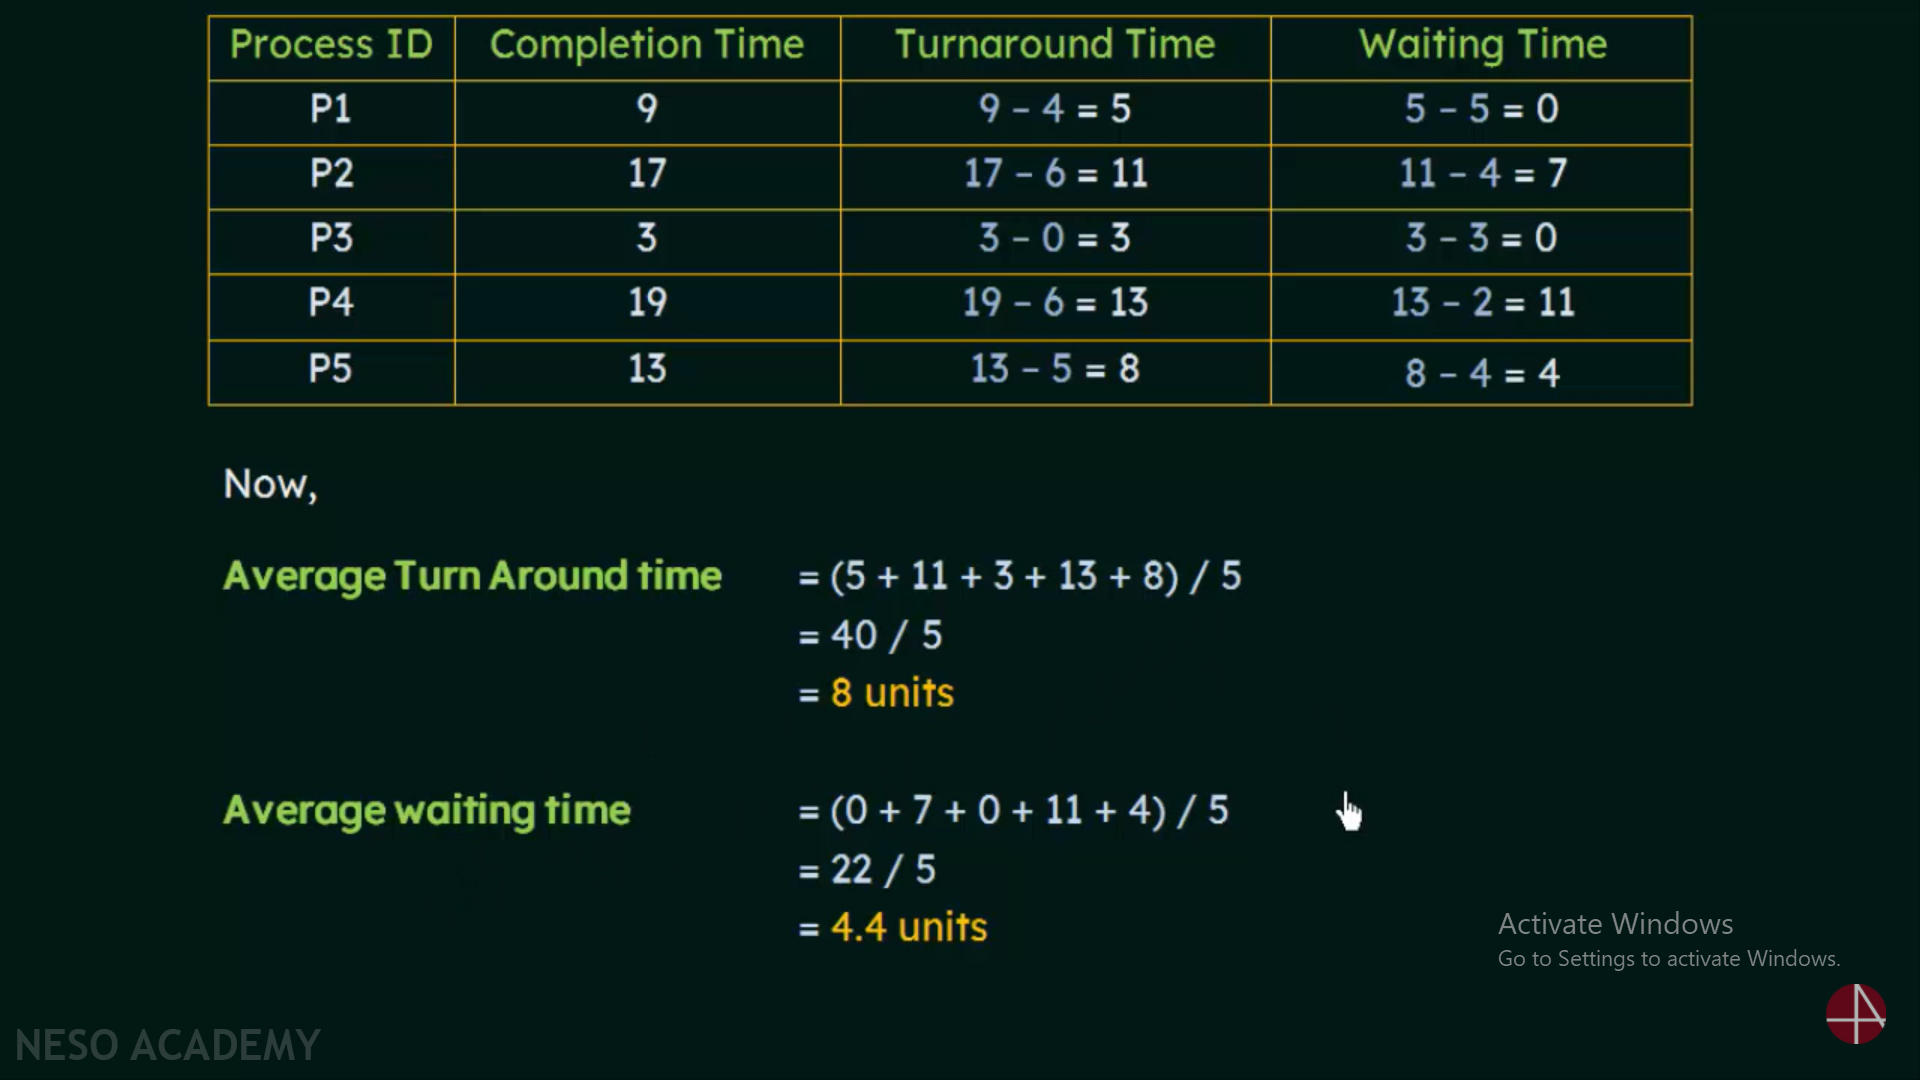 Process ID Completion Time Turnaround Time Waiting Time
P1 9 9 – 4 = 5 5 – 5 = 0
P2 17 17 – 6 = 11 11 – 4 = 7
P3 3 3 – 0 = 3 3 – 3 = 0
P4 19 19 – 6 = 13 13 – 2 = 11
P5 13 13 – 5 = 8 8 – 4 = 4
Now,
Average Turn Around time = (5 + 11 + 3 + 13 + 8) / 5
= 40 / 5
= 8 units
Average waiting time = (0 + 7 + 0 + 11 + 4) / 5
= 22 / 5
= 4.4 units
Activate Windows
Go to Settings to activate Windows.
NESO ACADEMY